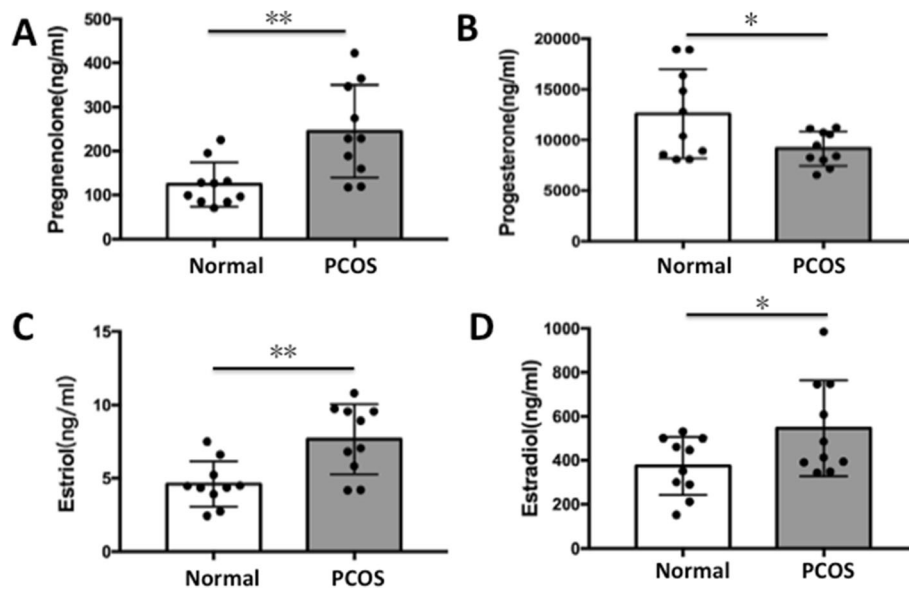 A
Pregnenolone(ng/ml)
500
400
300
200
100
0
**
Normal PCOS
B
Progesterone(ng/ml)
20000
15000
10000
5000
0
*
Normal PCOS
C
Estriol(ng/ml)
15
10
5
0
**
Normal PCOS
D
Estradiol(ng/ml)
1000
800
600
400
200
0
*
Normal PCOS